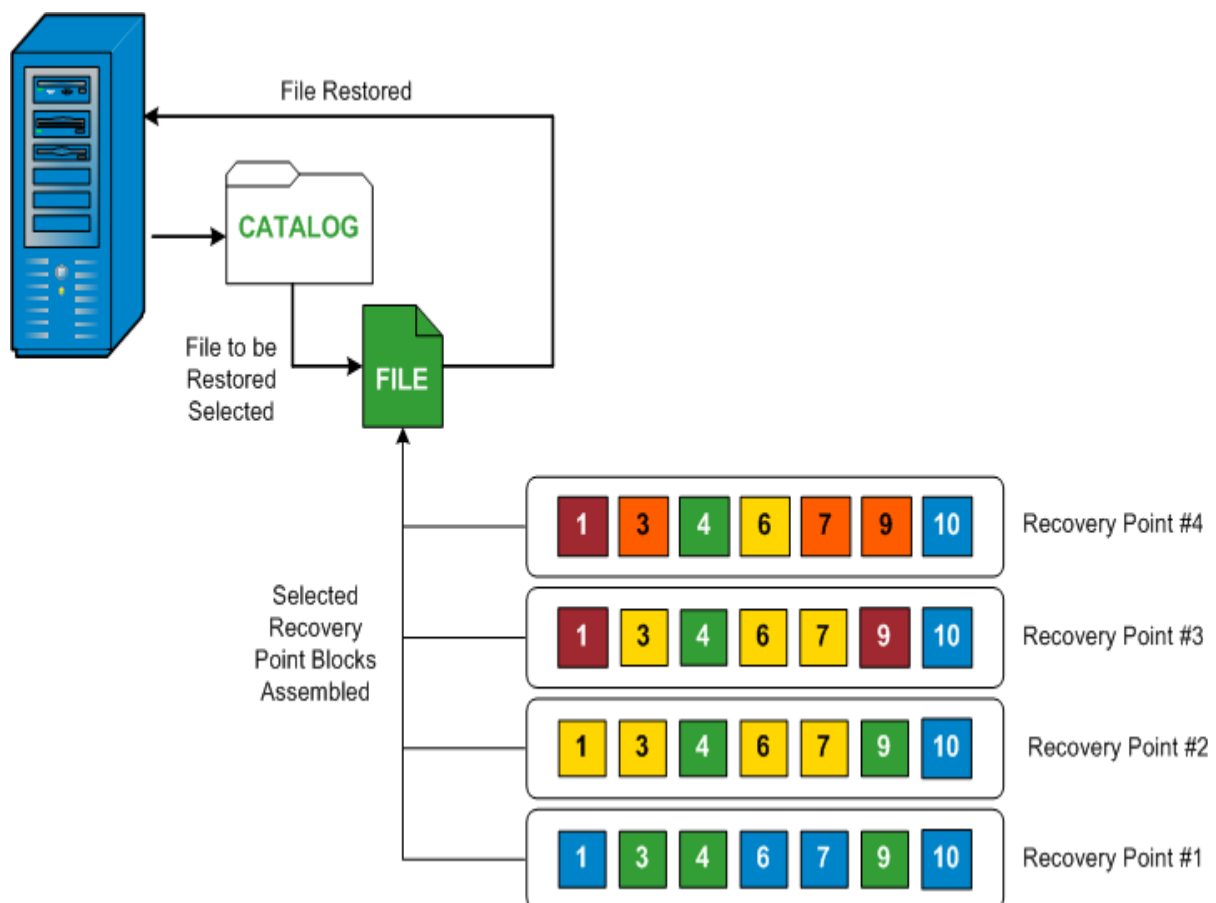 File Restored
CATALOG
File to be
Restored
Selected
FILE
1 3 4 6 7 9 10
Recovery Point #4
Selected
Recovery
Point Blocks
Assembled
1 3 4 6 7 9 10
Recovery Point #3
1 3 4 6 7 9 10
Recovery Point #2
1 3 4 6 7 9 10
Recovery Point #1